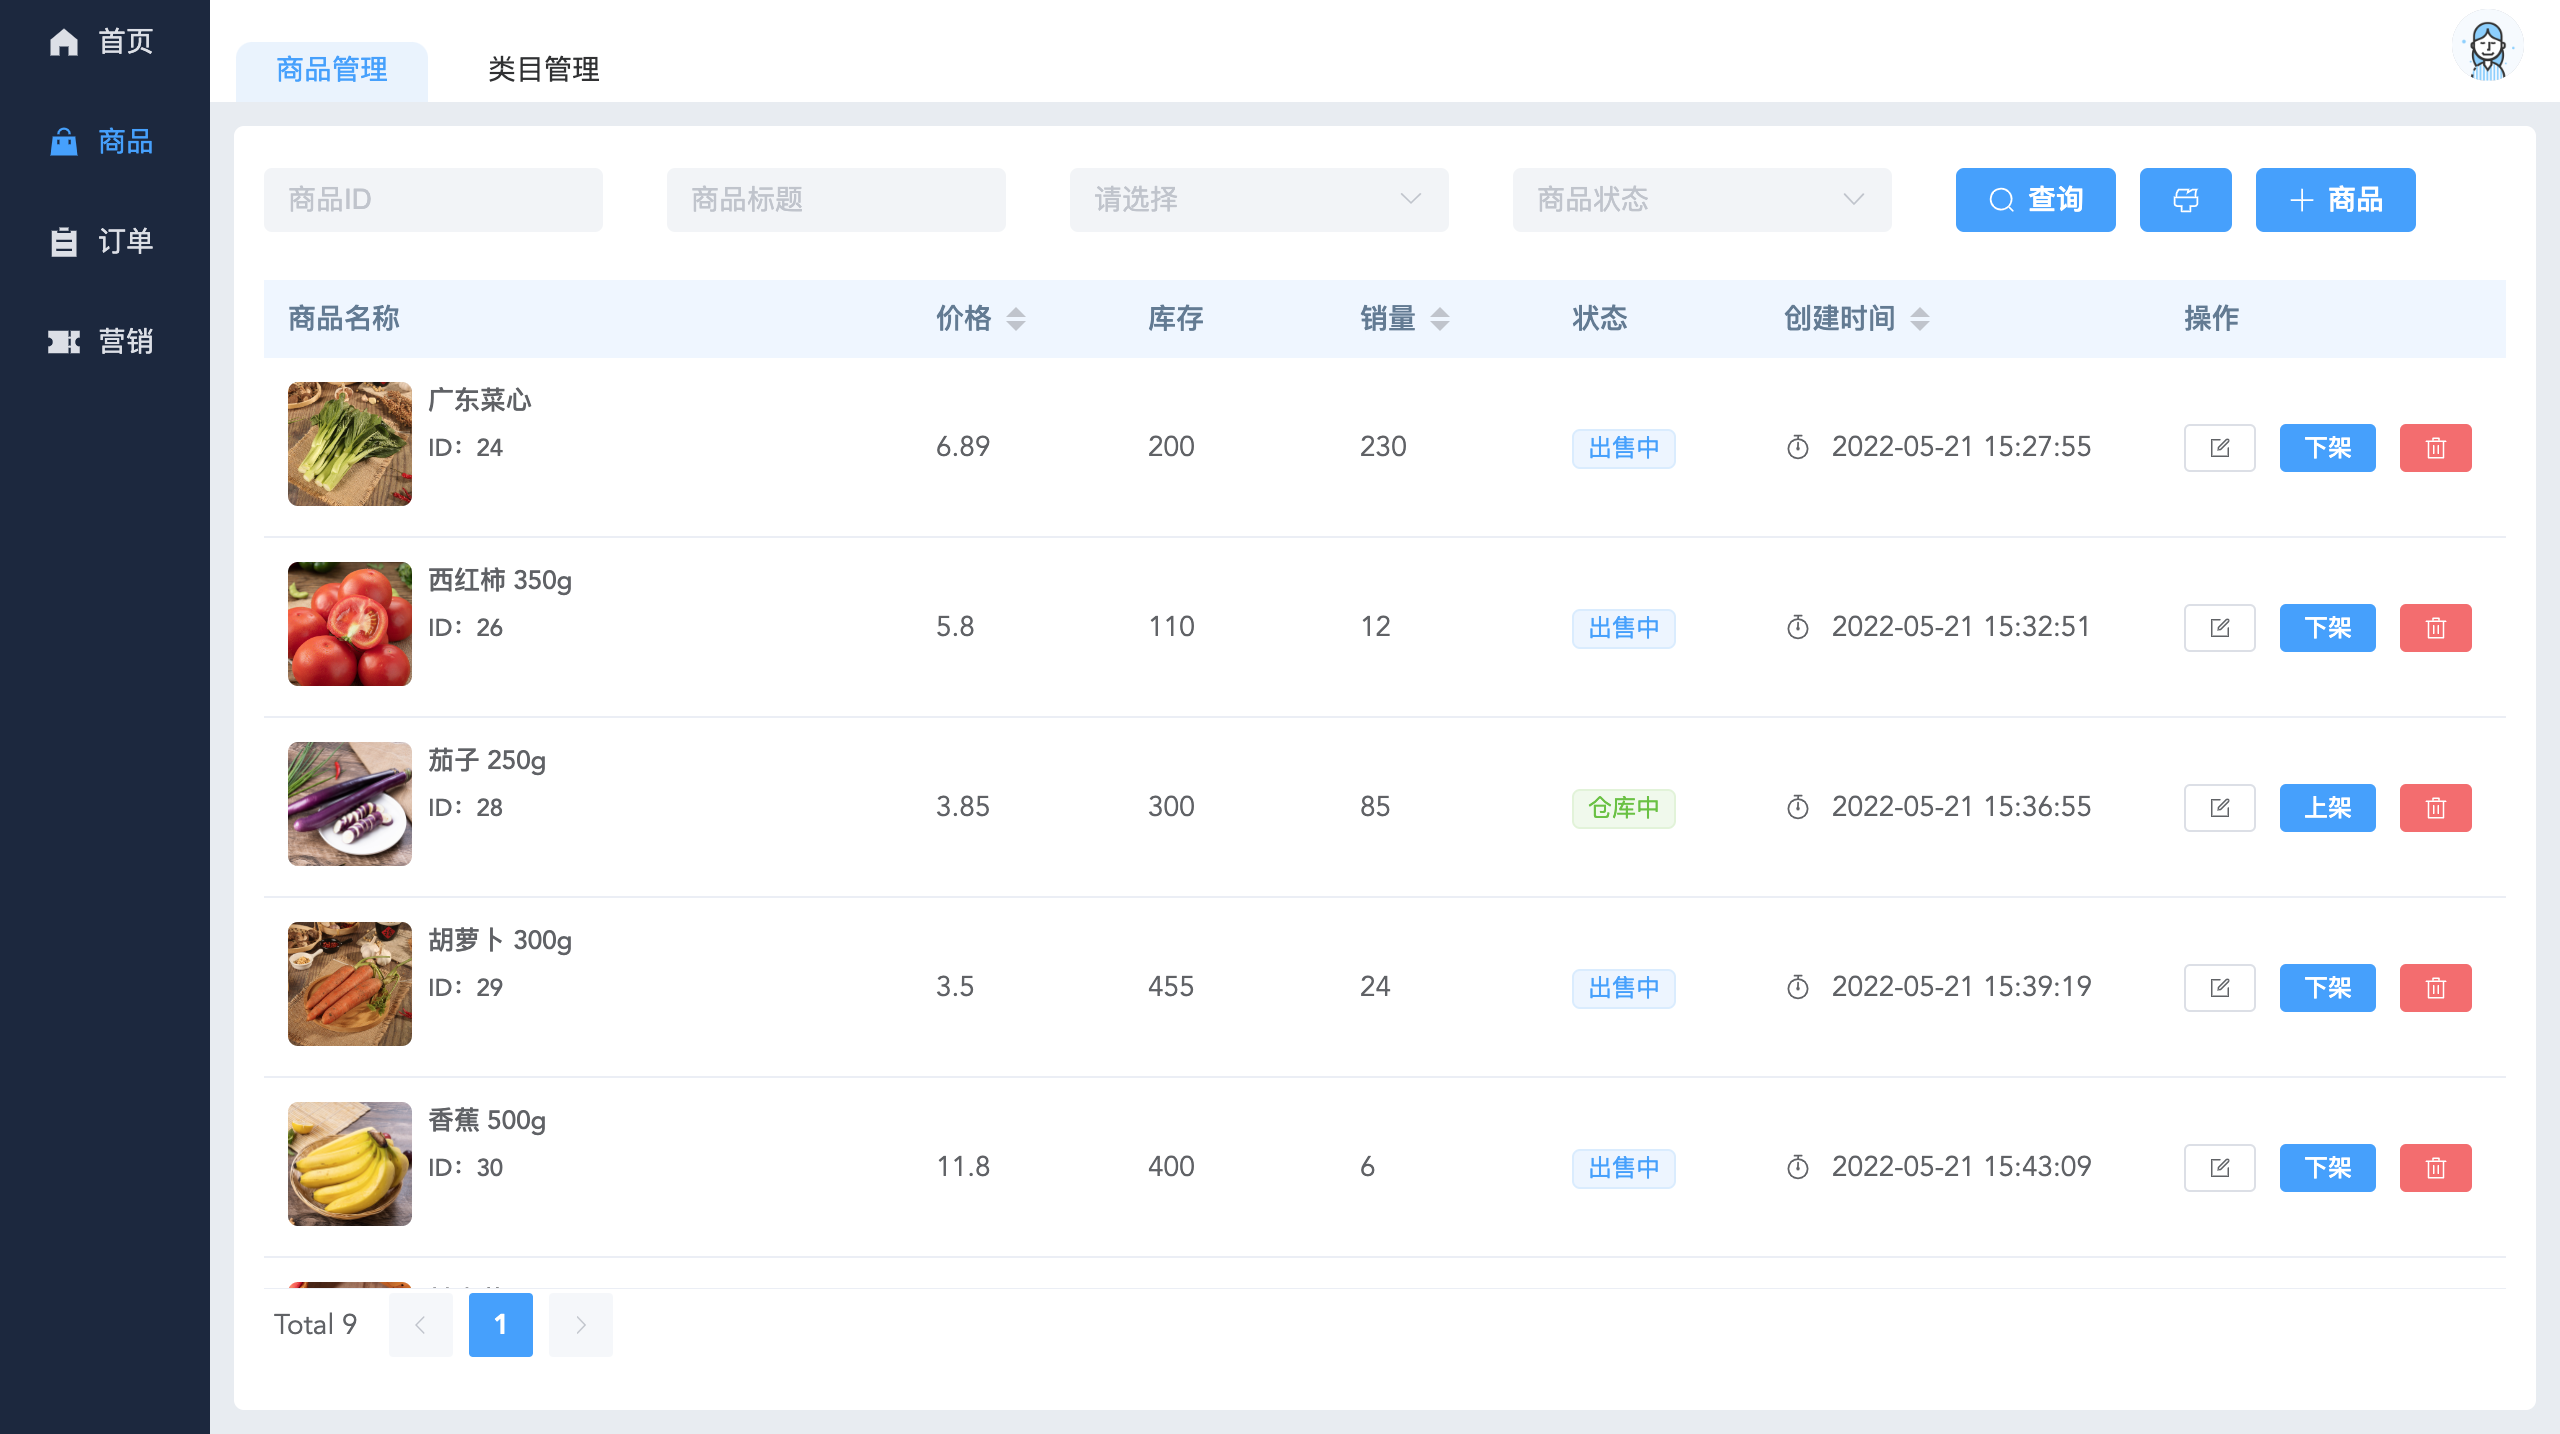 首页
商品
订单
营销
商品管理
类目管理
商品ID
商品标题
请选择
商品状态
查询
商品
商品名称 价格 库存 销量 状态 创建时间 操作
广东菜心
ID：24
6.89 200 230 出售中 2022-05-21 15:27:55 下架
西红柿 350g
ID：26
5.8 110 12 出售中 2022-05-21 15:32:51 下架
茄子 250g
ID：28
3.85 300 85 仓库中 2022-05-21 15:36:55 上架
胡萝卜 300g
ID：29
3.5 455 24 出售中 2022-05-21 15:39:19 下架
香蕉 500g
ID：30
11.8 400 6 出售中 2022-05-21 15:43:09 下架
Total 9
1